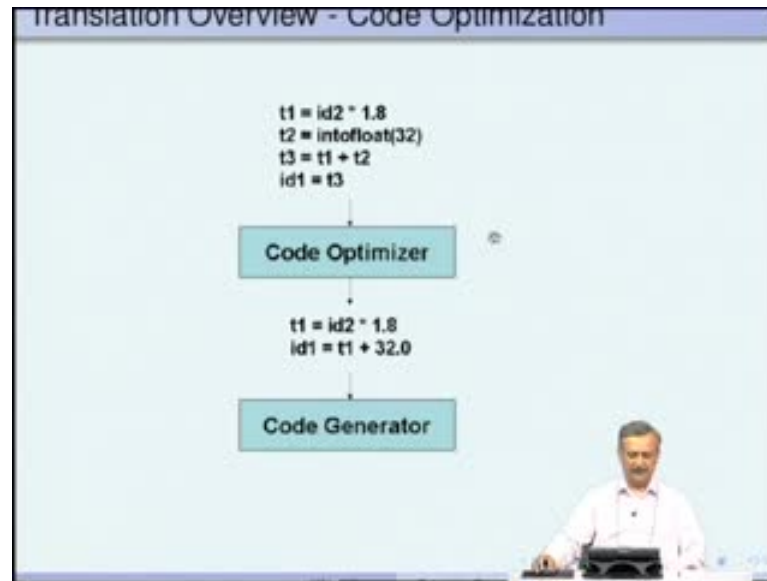 Translation Overview - Code Optimization
t1 = id2 * 1.8
t2 = intofloat(32)
t3 = t1 + t2
id1 = t3
Code Optimizer
t1 = id2 * 1.8
id1 = t1 + 32.0
Code Generator